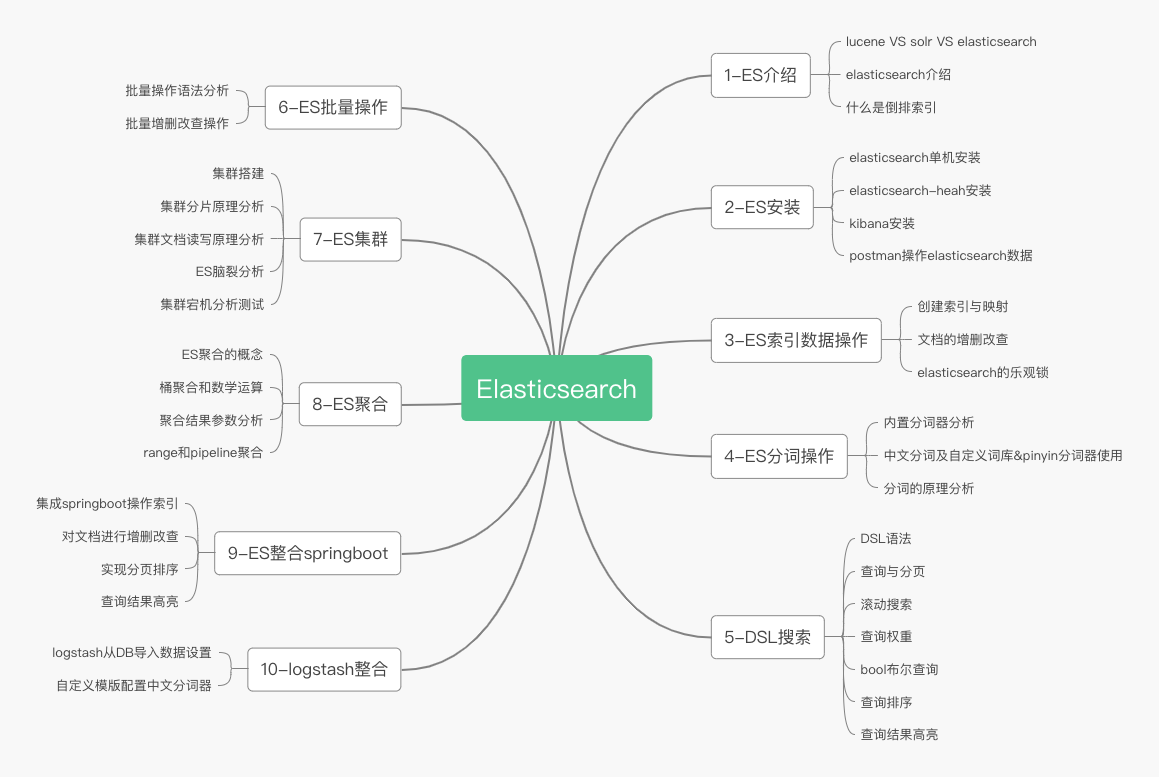 Elasticsearch
1-ES介绍
lucene VS solr VS elasticsearch
elasticsearch介绍
什么是倒排索引
2-ES安装
elasticsearch单机安装
elasticsearch-heah安装
kibana安装
postman操作elasticsearch数据
3-ES索引数据操作
创建索引与映射
文档的增删改查
elasticsearch的乐观锁
4-ES分词操作
内置分词器分析
中文分词及自定义词库&pinyin分词器使用
分词的原理分析
5-DSL搜索
DSL语法
查询与分页
滚动搜索
查询权重
bool布尔查询
查询排序
查询结果高亮
6-ES批量操作
批量操作语法分析
批量增删改查操作
7-ES集群
集群搭建
集群分片原理分析
集群文档读写原理分析
ES脑裂分析
集群宕机分析测试
8-ES聚合
ES聚合的概念
桶聚合和数学运算
聚合结果参数分析
range和pipeline聚合
9-ES整合springboot
集成springboot操作索引
对文档进行增删改查
实现分页排序
查询结果高亮
10-logstash整合
logstash从DB导入数据设置
自定义模版配置中文分词器